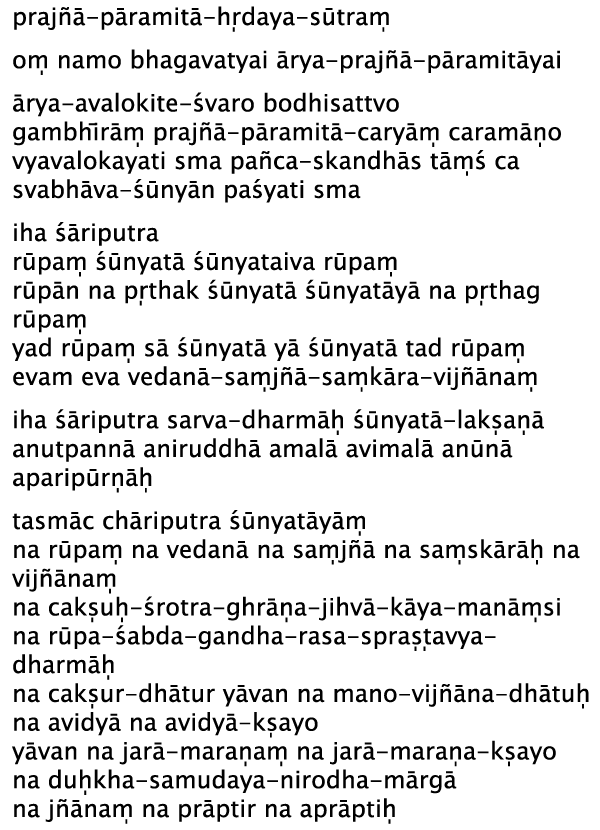 prajñā-pāramitā-hṛdaya-sūtraṃ
oṃ namo bhagavatyai ārya-prajñā-pāramitāyai
ārya-avalokite-śvaro bodhisattvo
gambhīrāṃ prajñā-pāramitā-caryāṃ caramāṇo
vyavalokayati sma pañca-skandhās tāṃś ca
svabhāva-śūnyān paśyati sma
iha śāriputra
rūpaṃ śūnyatā śūnyataiva rūpaṃ
rūpān na pṛthak śūnyatā śūnyatāyā na pṛthag
rūpaṃ
yad rūpaṃ sā śūnyatā yā śūnyatā tad rūpaṃ
evam eva vedanā-saṃjñā-saṃkāra-vijñānaṃ
iha śāriputra sarva-dharmāḥ śūnyatā-lakṣaṇā
anutpannā aniruddhā amalā avimalā anūnā
aparipūrṇāḥ
tasmāc chāriputra śūnyatāyāṃ
na rūpaṃ na vedanā na saṃjñā na saṃskārāḥ na
vijñānaṃ
na cakṣuḥ-śrotra-ghrāṇa-jihvā-kāya-manāṃsi
na rūpa-śabda-gandha-rasa-spraṣṭavya-
dharmāḥ
na cakṣur-dhātur yāvan na mano-vijñāna-dhātuḥ
na avidyā na avidyā-kṣayo
yāvan na jarā-maraṇaṃ na jarā-maraṇa-kṣayo
na duḥkha-samudaya-nirodha-mārgā
na jñānaṃ na prāptir na aprāptiḥ